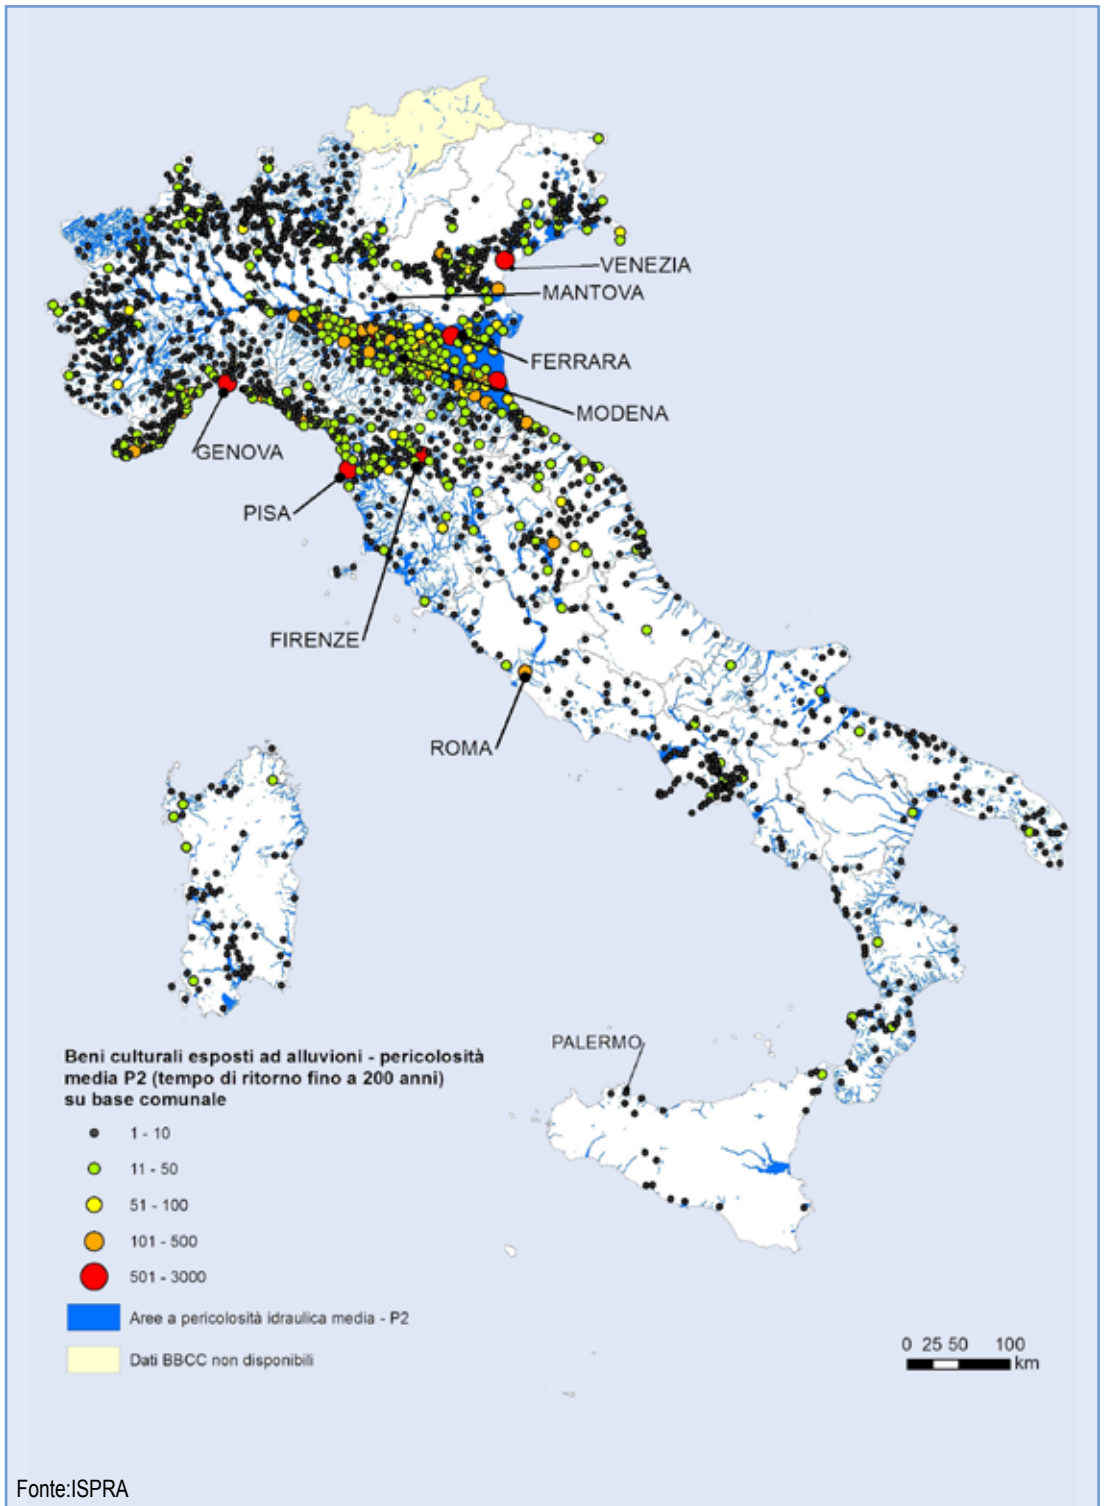 VENEZIA
MANTOVA
FERRARA
MODENA
GENOVA
PISA
FIRENZE
ROMA
PALERMO
Beni culturali esposti ad alluvioni - pericolosità
media P2 (tempo di ritorno fino a 200 anni)
su base comunale
1 - 10
11 - 50
51 - 100
101 - 500
501 - 3000
Aree a pericolosità idraulica media - P2
Dati BBCC non disponibili
0 25 50 100
km
Fonte:ISPRA